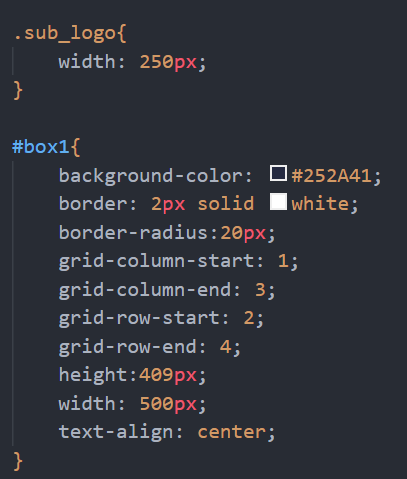 .sub_logo{
width: 250px;
}
#box1{
background-color: #252A41;
border: 2px solid white;
border-radius:20px;
grid-column-start: 1;
grid-column-end: 3;
grid-row-start: 2;
grid-row-end: 4;
height:409px;
width: 500px;
text-align: center;
}